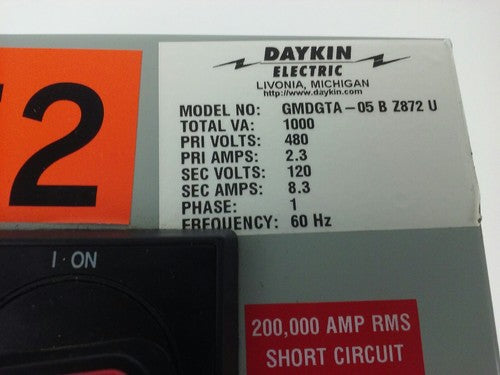 2
DAYKIN
ELECTRIC
LIVONIA, MICHIGAN
http://www.daykin.com
MODEL NO: GMDGTA-05 B Z872 U
TOTAL VA: 1000
PRI VOLTS: 480
PRI AMPS: 2.3
SEC VOLTS: 120
SEC AMPS: 8.3
PHASE: 1
FREQUENCY: 60 Hz
I · ON
200,000 AMP RMS
SHORT CIRCUIT